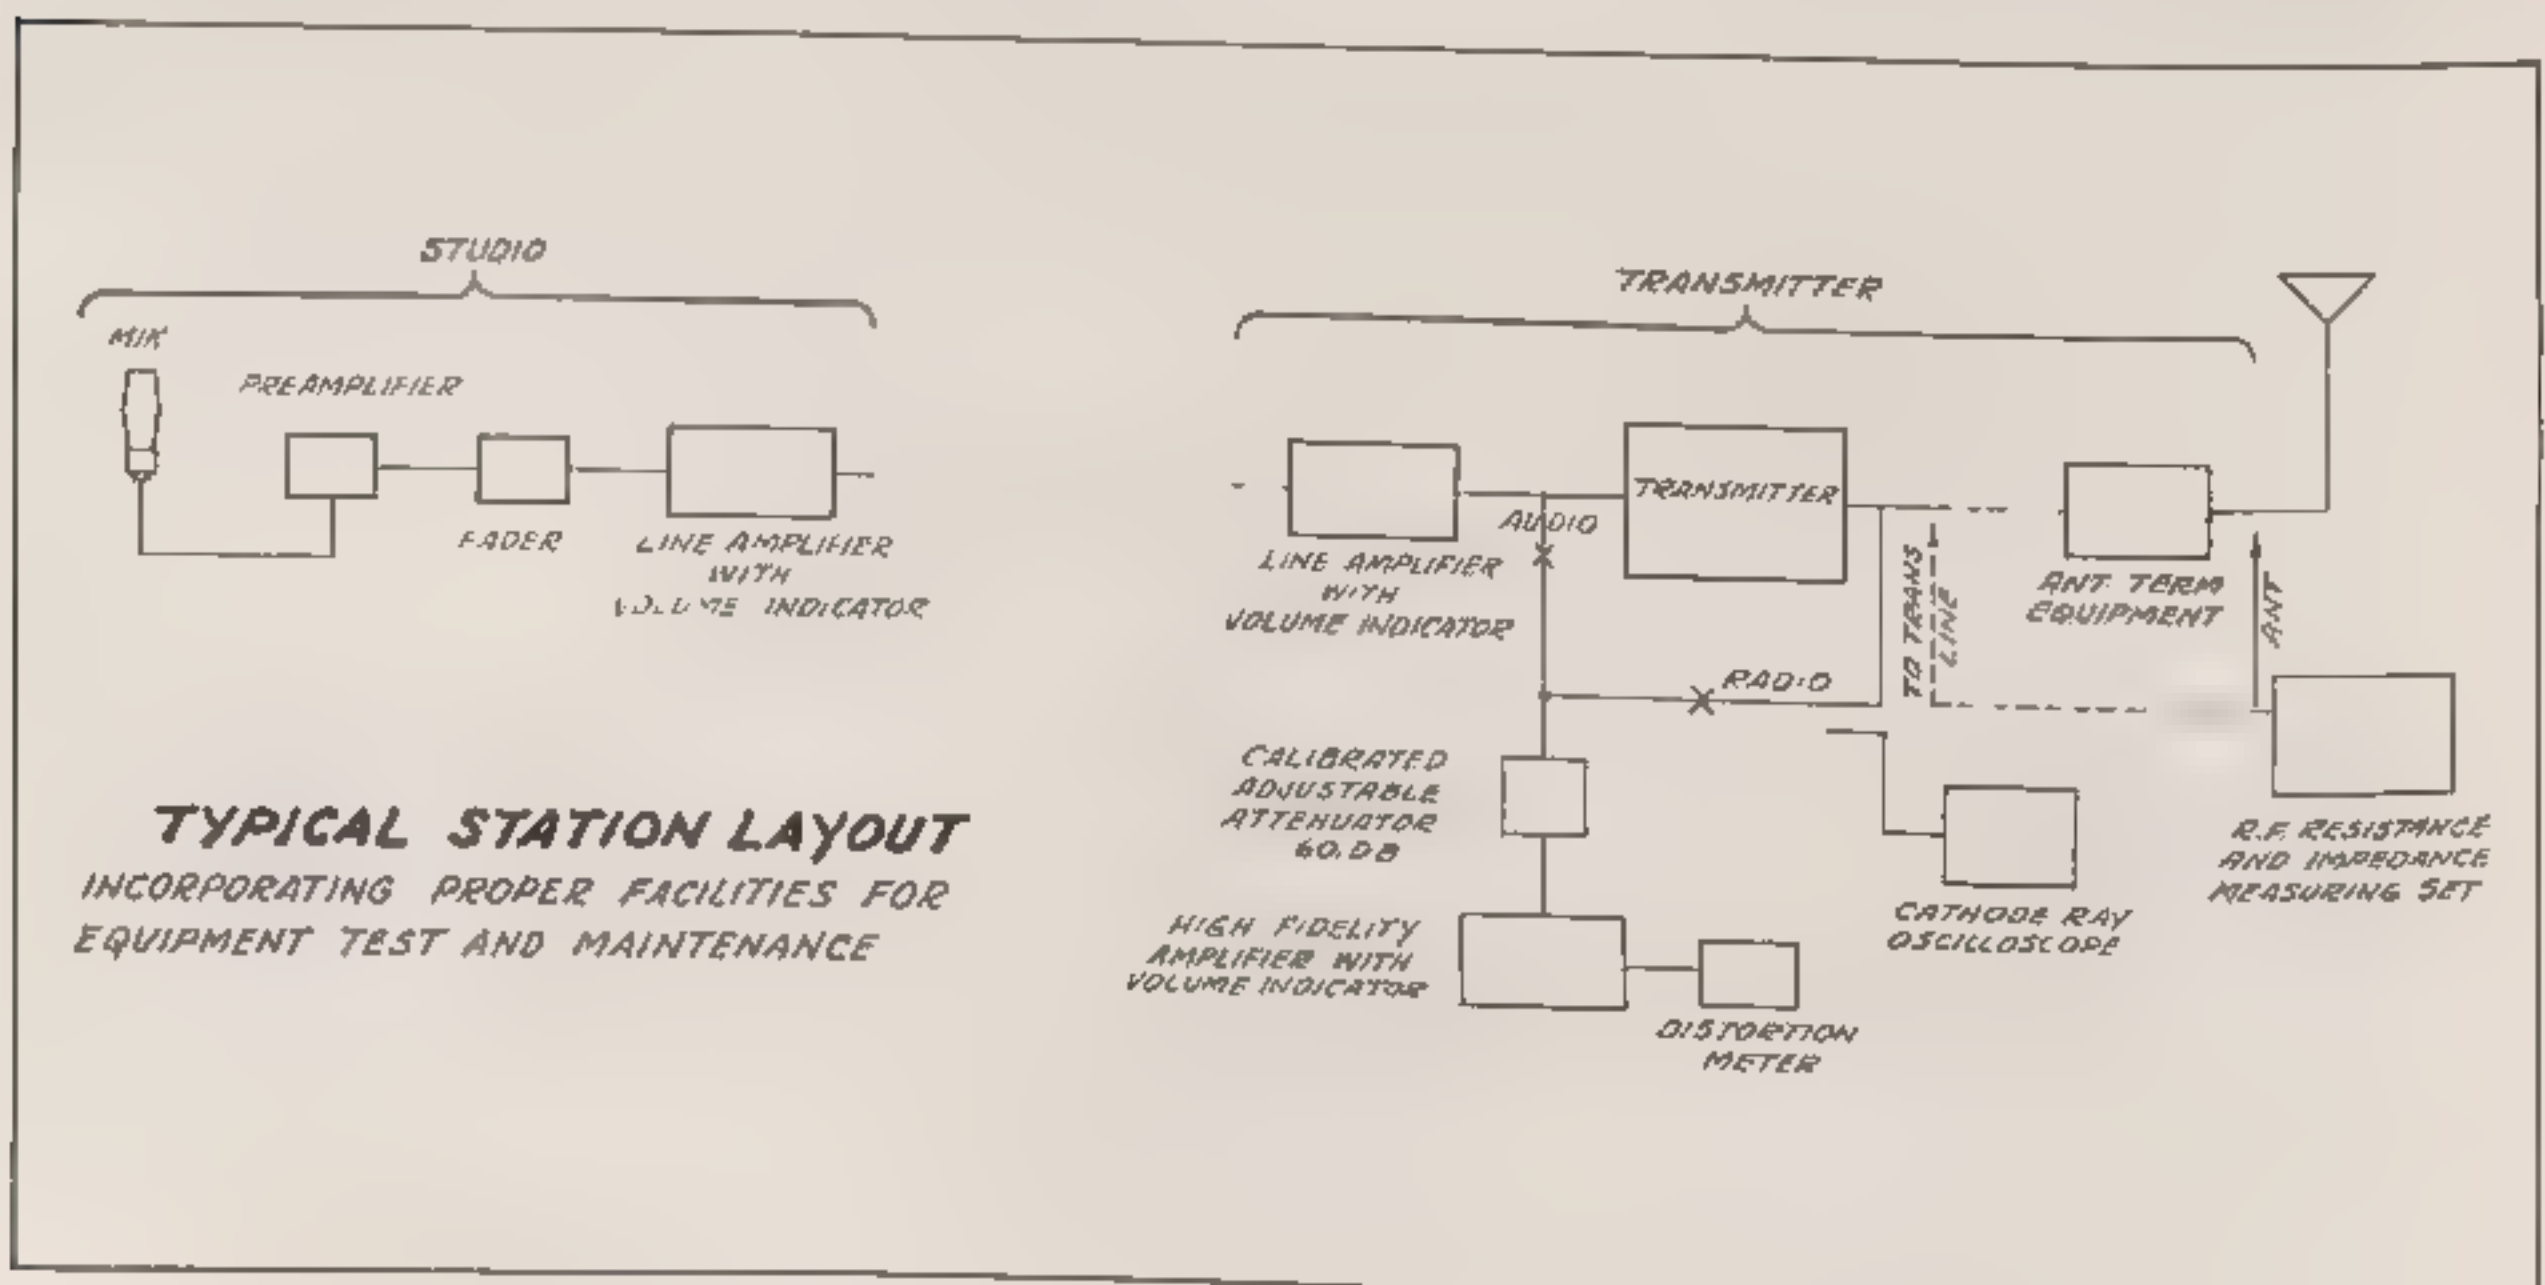 STUDIO
MIK
PREAMPLIFIER
FADER
LINE AMPLIFIER
WITH
VOLUME INDICATOR
TYPICAL STATION LAYOUT
INCORPORATING PROPER FACILITIES FOR
EQUIPMENT TEST AND MAINTENANCE
TRANSMITTER
TRANSMITTER
AUDIO
LINE AMPLIFIER
WITH
VOLUME INDICATOR
RADIO
TO TRANS
LINE
ANT TERM
EQUIPMENT
ANT
CALIBRATED
ADJUSTABLE
ATTENUATOR
60.DB
HIGH FIDELITY
AMPLIFIER WITH
VOLUME INDICATOR
DISTORTION
METER
CATHODE RAY
OSCILLOSCOPE
R.F. RESISTANCE
AND IMPEDANCE
MEASURING SET